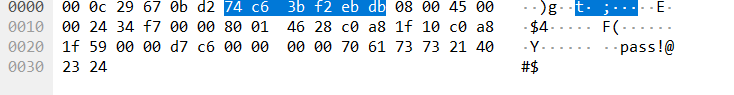 0000 00 0c 29 67 0b d2 74 c6 3b f2 eb db 08 00 45 00 ··)g··t· ;·····E·
0010 00 24 34 f7 00 00 80 01 46 28 c0 a8 1f 10 c0 a8 ·$4····· F(······
0020 1f 59 00 00 d7 c6 00 00 00 00 70 61 73 73 21 40 ·Y······ ··pass!@
0030 23 24 #$